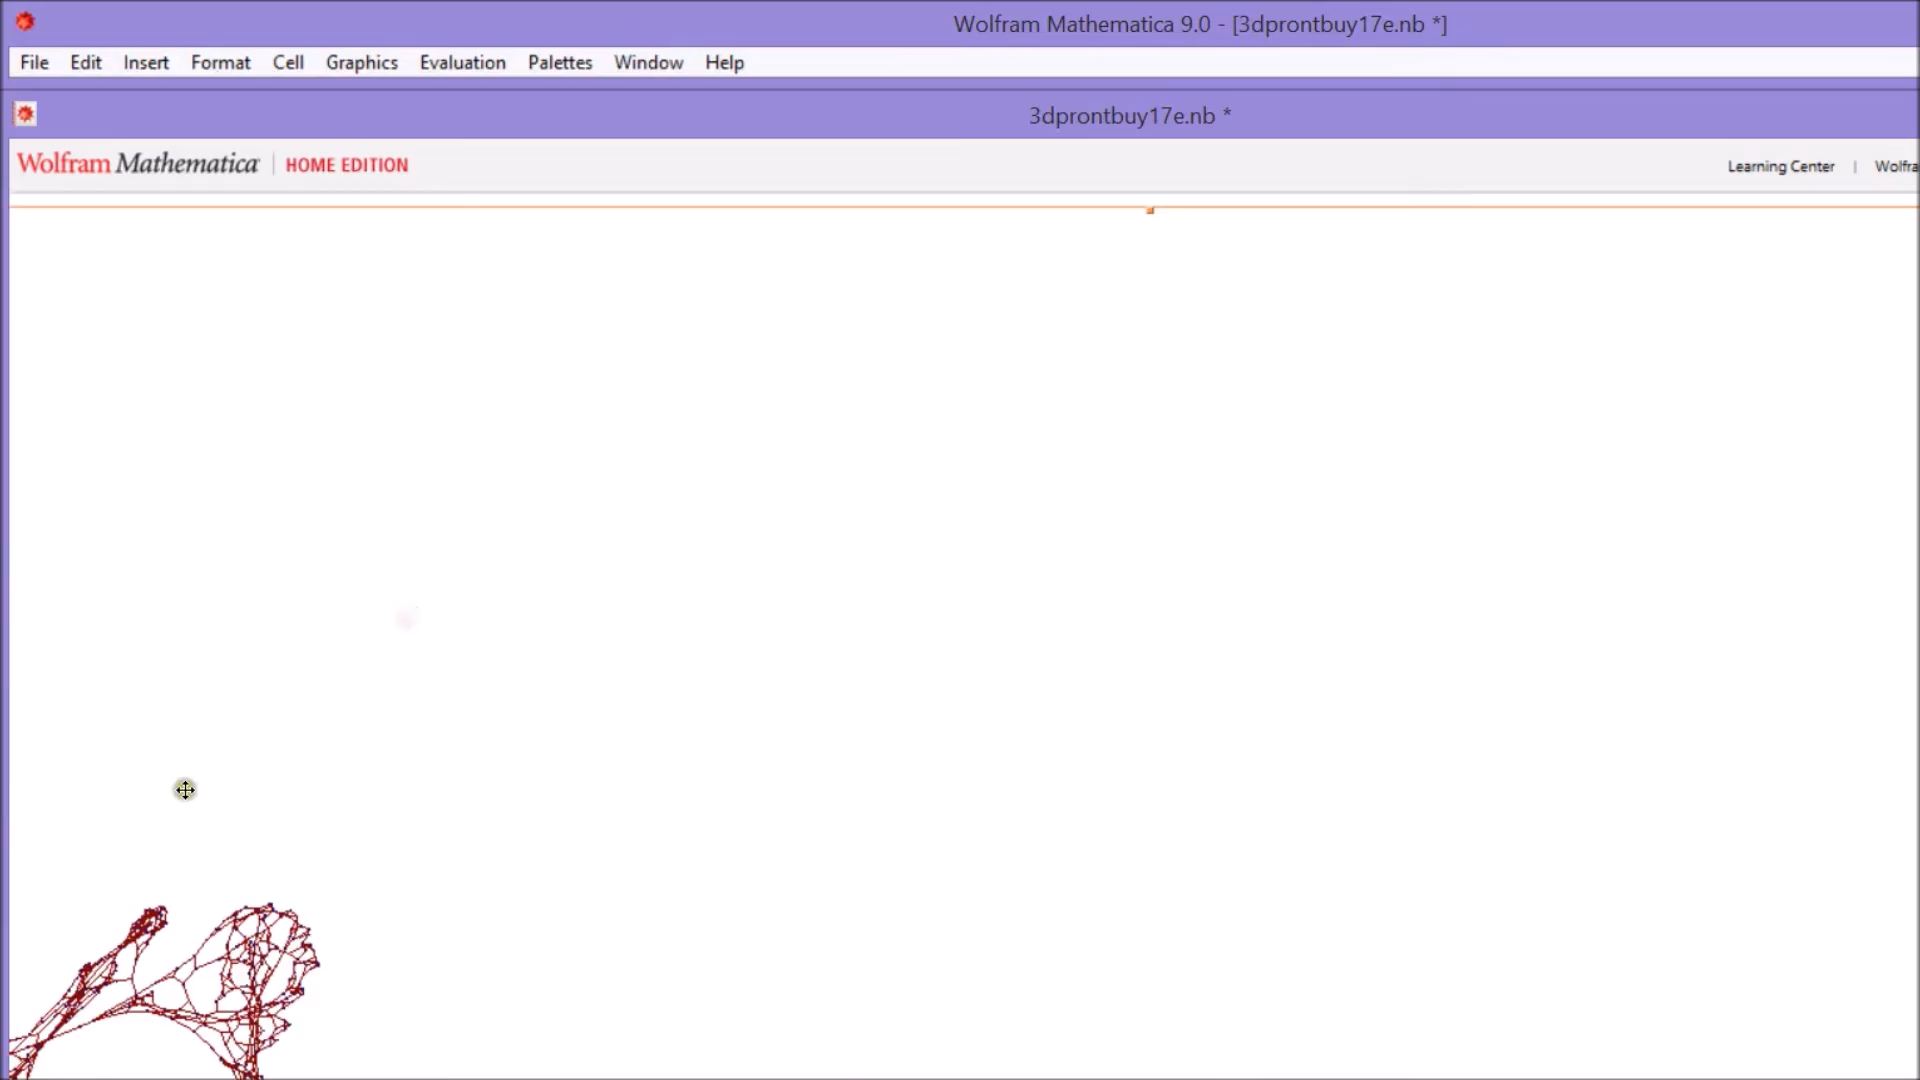 Wolfram Mathematica 9.0 - [3dprontbuy17e.nb *]
File Edit Insert Format Cell Graphics Evaluation Palettes Window Help
3dprontbuy17e.nb *
Wolfram Mathematica | HOME EDITION
Learning Center | Wolfra